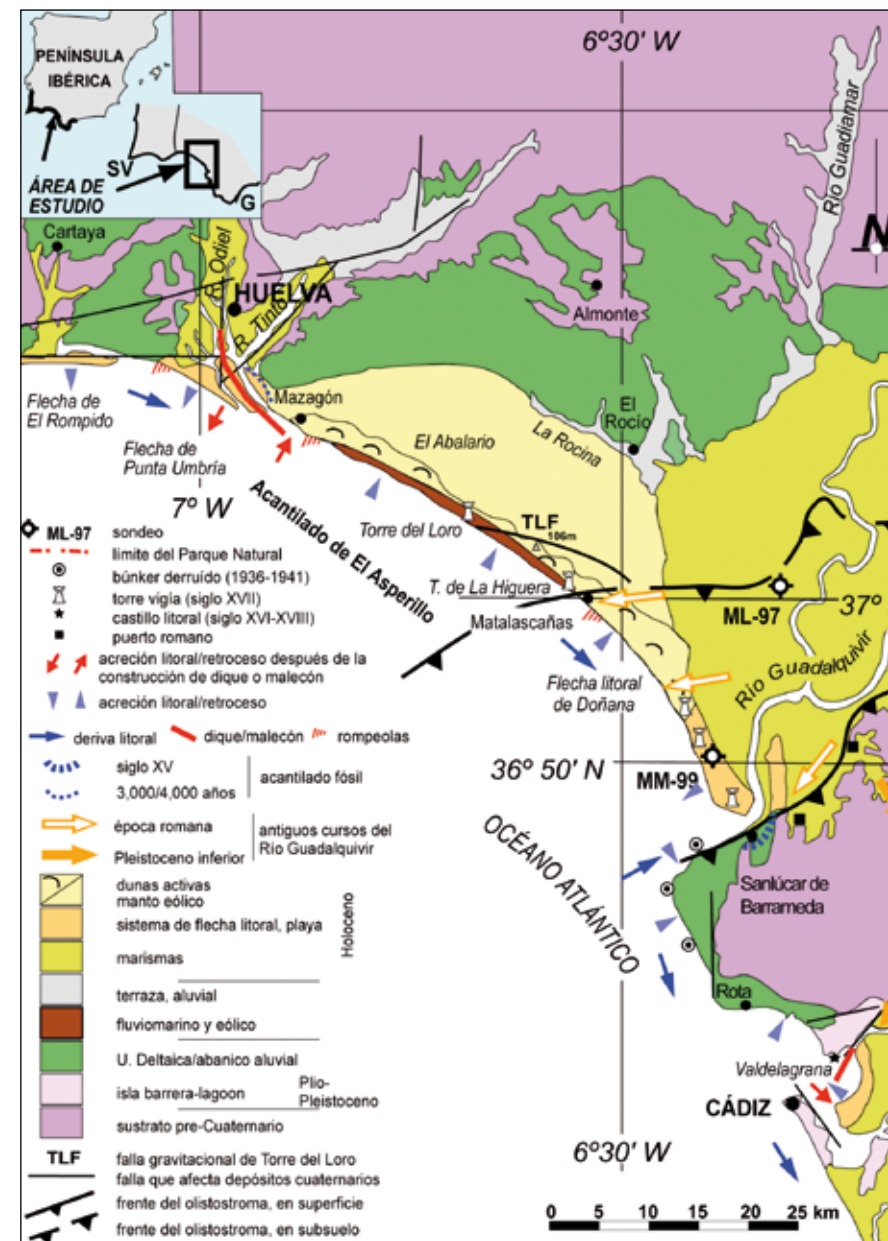 PENÍNSULA
IBÉRICA
SV
G
ÁREA DE
ESTUDIO
6º30' W
Río Guadiamar
N
Cartaya
R. Odiel
HUELVA
R. Tinto
Almonte
Mazagón
El Abalario
La Rocina
El
Rocío
Flecha de
El Rompido
Flecha de
Punta Umbría
7º W
Acantilado de El Asperillo
Torre del Loro
TLF
106m
T. de La Higuera
Matalascañas
ML-97
37º
Río Guadalquivir
Flecha litoral
de Doñana
36º 50' N
MM-99
OCÉANO ATLÁNTICO
Sanlúcar de
Barrameda
Rota
Valdelagrana
CÁDIZ
6º30' W
0 5 10 15 20 25 km
ML-97 sondeo
límite del Parque Natural
búnker derruído (1936-1941)
torre vigía (siglo XVII)
castillo litoral (siglo XVI-XVIII)
puerto romano
acreción litoral/retroceso después de la
construcción de dique o malecón
acreción litoral/retroceso
deriva litoral dique/malecón rompeolas
siglo XV
3,000/4,000 años
acantilado fósil
época romana
Pleistoceno inferior
antiguos cursos del
Río Guadalquivir
dunas activas
manto eólico
sistema de flecha litoral, playa
marismas
Holoceno
terraza, aluvial
fluviomarino y eólico
U. Deltaica/abanico aluvial
isla barrera-lagoon
Plio-
Pleistoceno
sustrato pre-Cuaternario
TLF falla gravitacional de Torre del Loro
falla que afecta depósitos cuaternarios
frente del olistostroma, en superficie
frente del olistostroma, en subsuelo